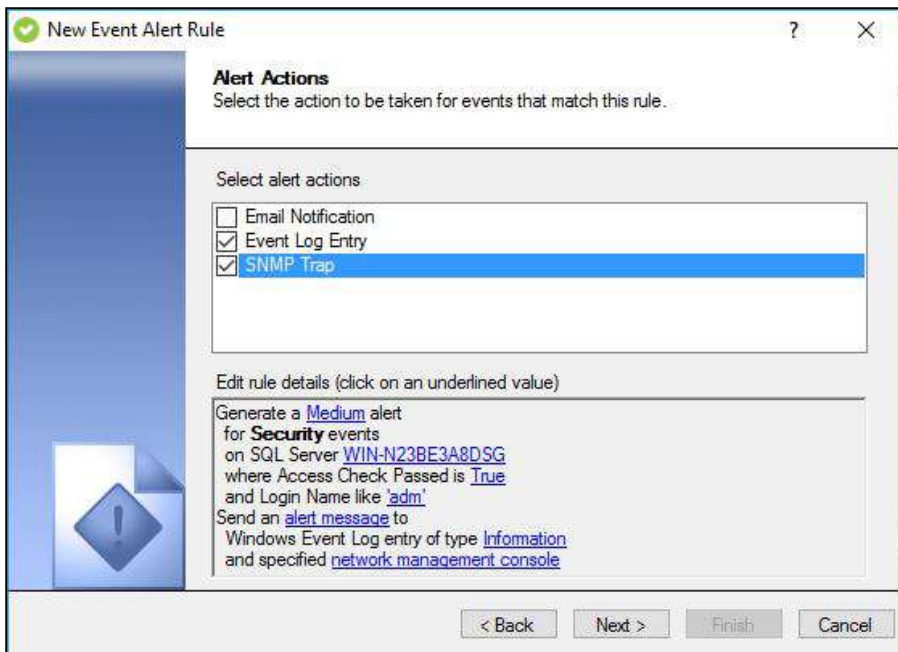 New Event Alert Rule
?
Alert Actions
Select the action to be taken for events that match this rule.
Select alert actions
Email Notification
Event Log Entry
SNMP Trap
Edit rule details (click on an underlined value)
Generate a Medium alert
for Security events
on SQL Server WIN-N23BE3A8DSG
where Access Check Passed is True
and Login Name like 'adm'
Send an alert message to
Windows Event Log entry of type Information
and specified network management console
< Back
Next >
Finish
Cancel